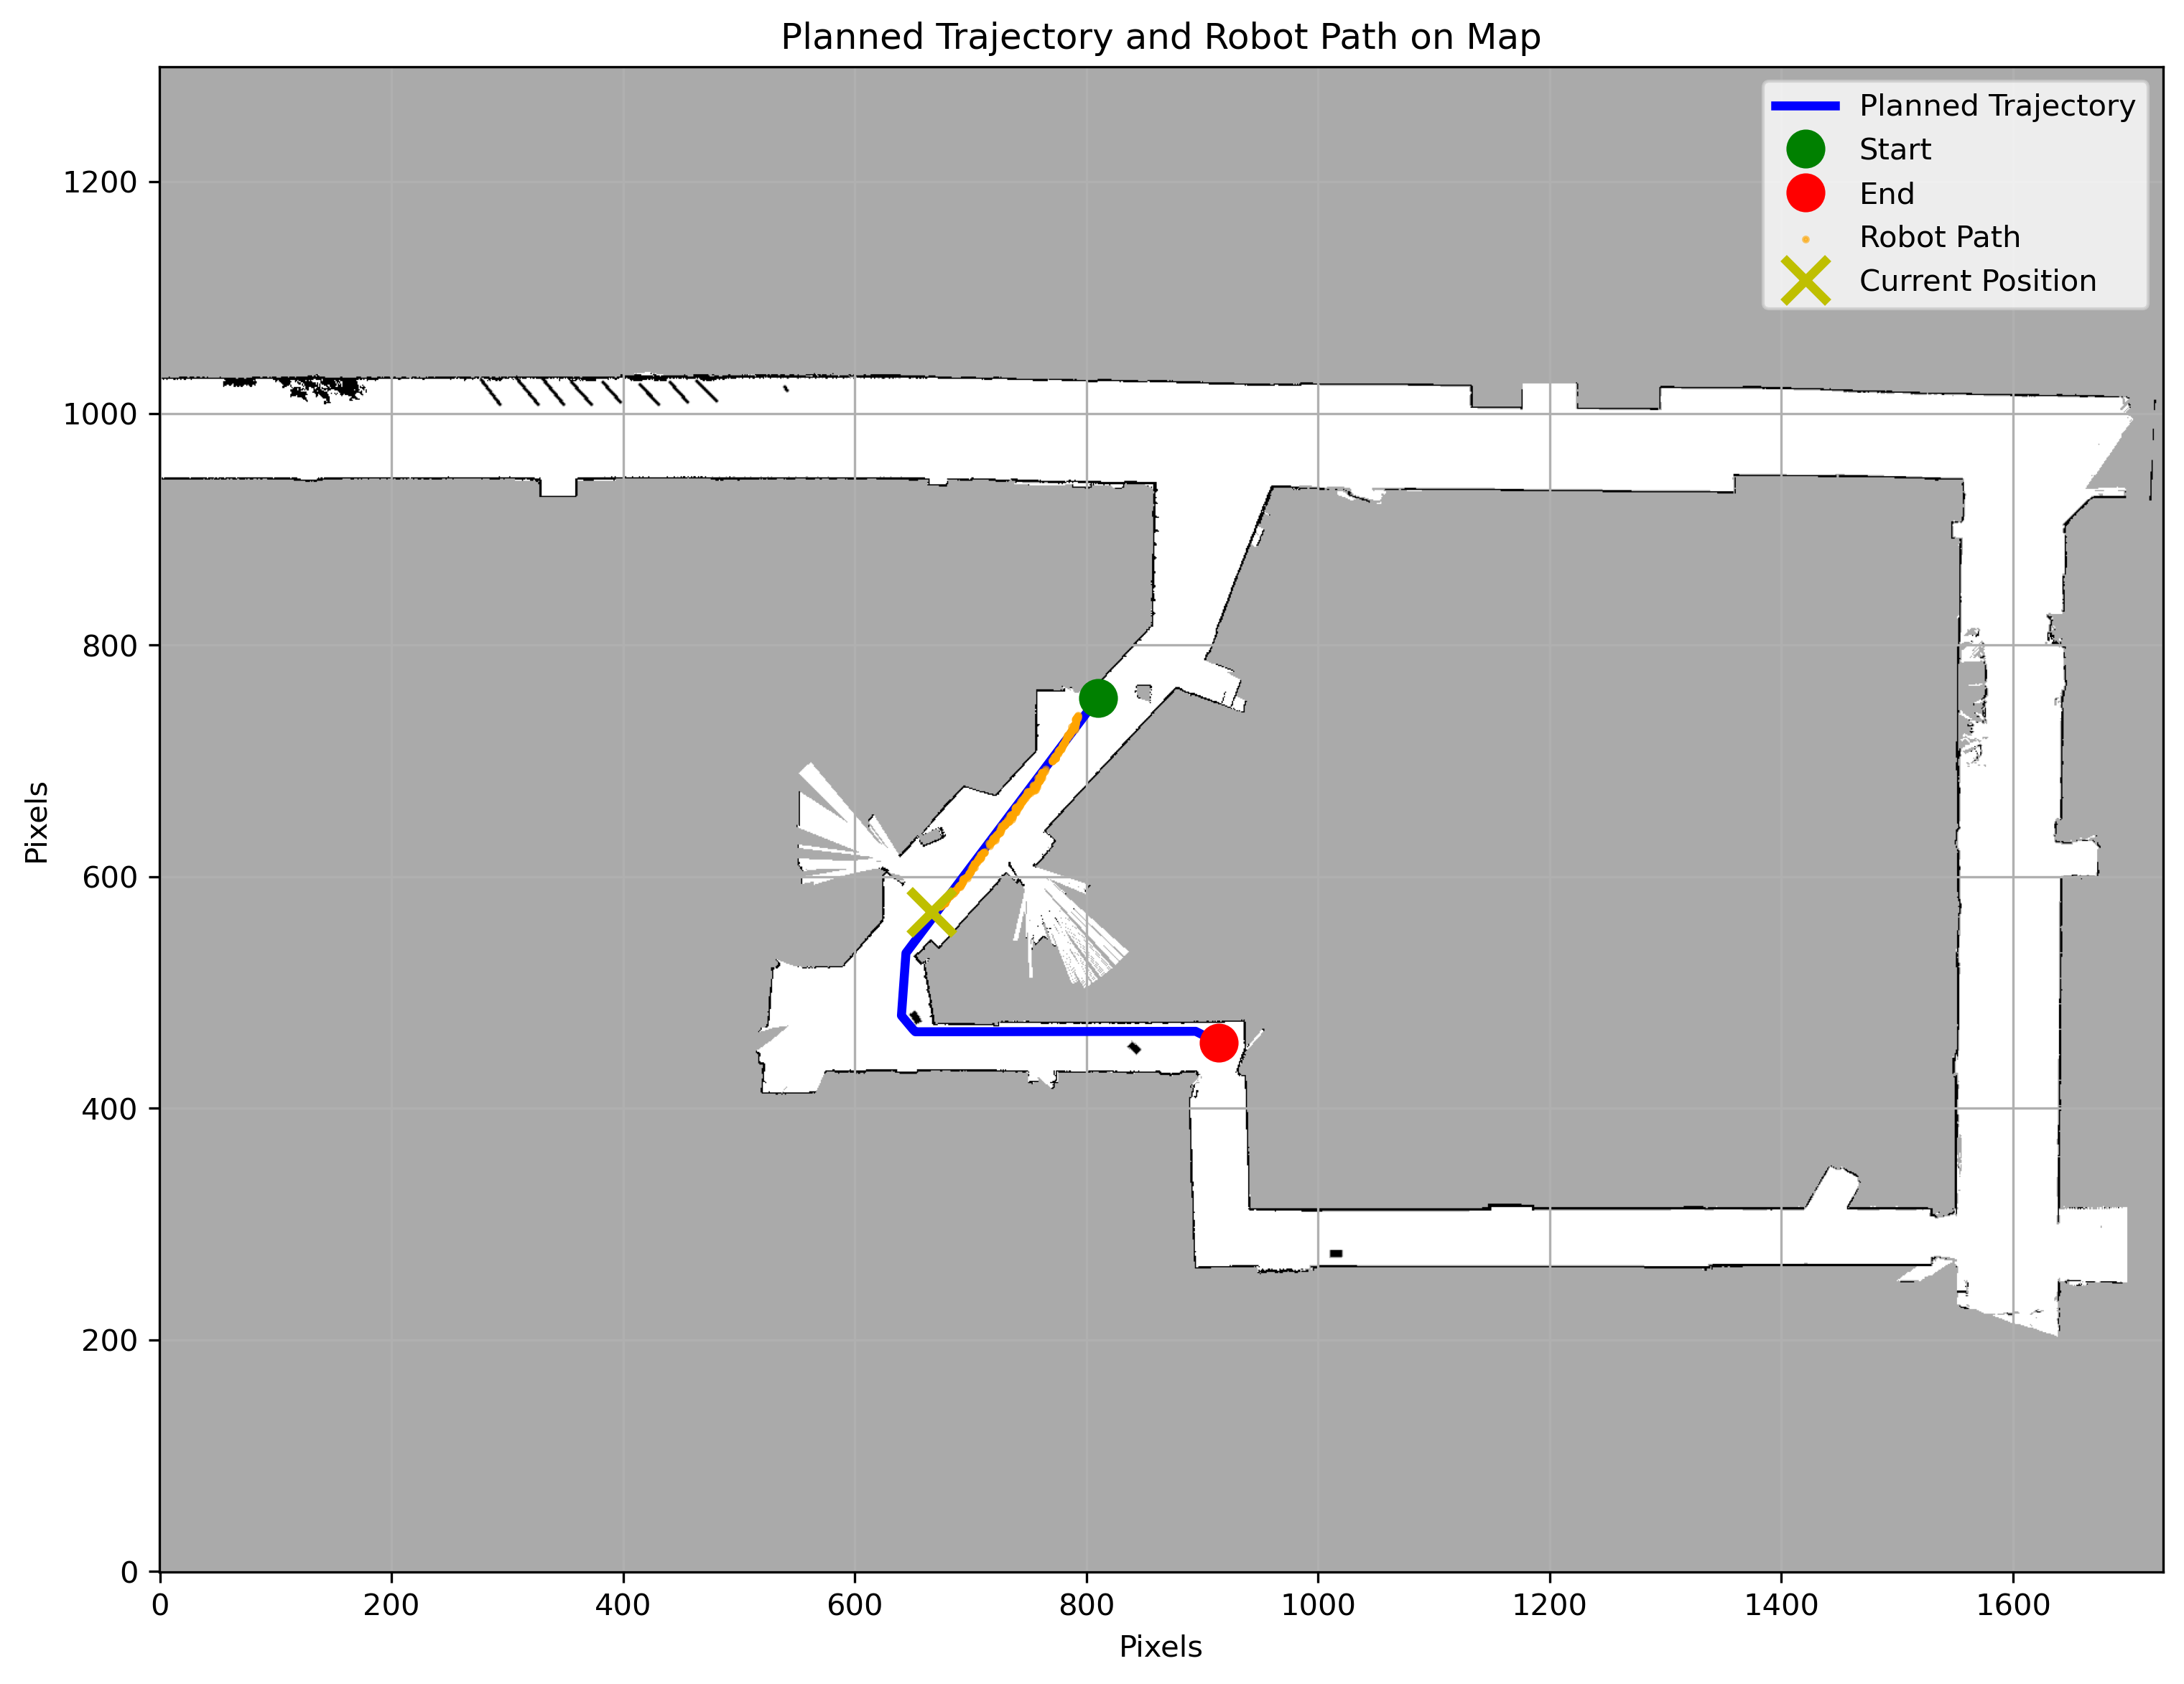 Planned Trajectory and Robot Path on Map
Planned Trajectory
Start
End
Robot Path
Current Position
Pixels
1200
1000
800
600
400
200
0
0 200 400 600 800 1000 1200 1400 1600
Pixels